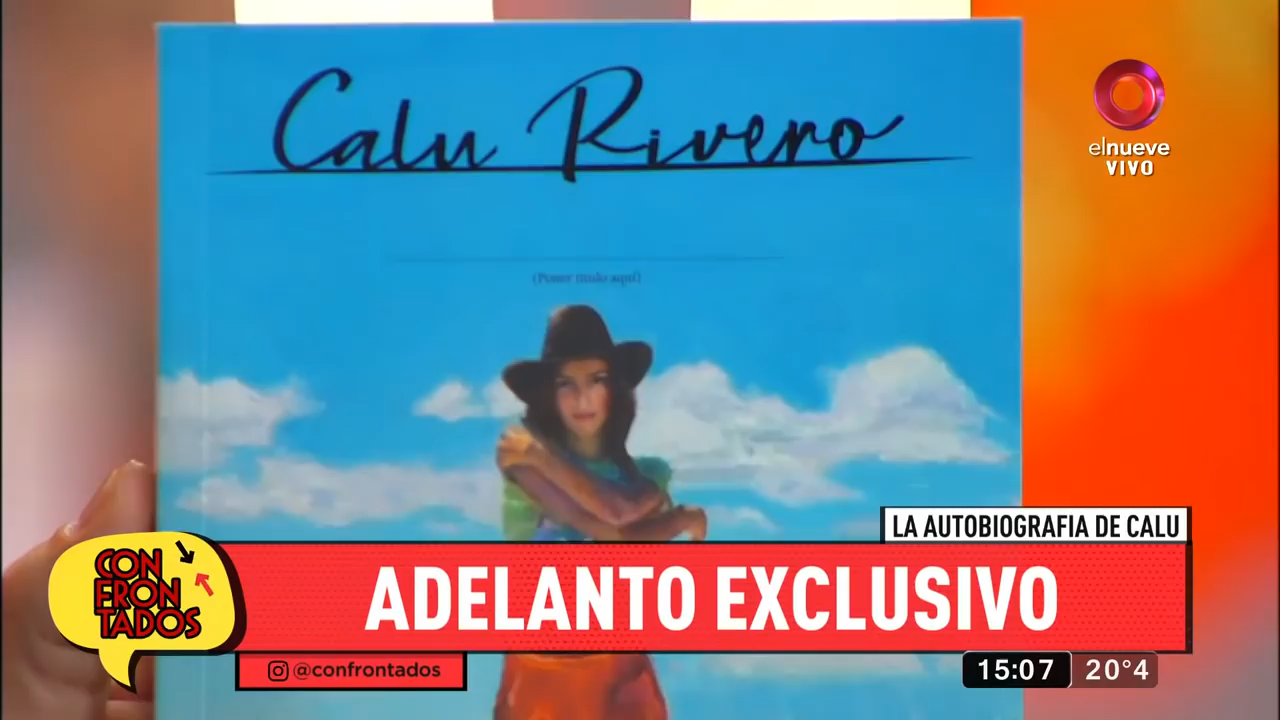 Calu Rivero
(Poner título aquí)
elnueve
VIVO
LA AUTOBIOGRAFIA DE CALU
CON
FRON
TADOS
ADELANTO EXCLUSIVO
@confrontados
15:07 20°4